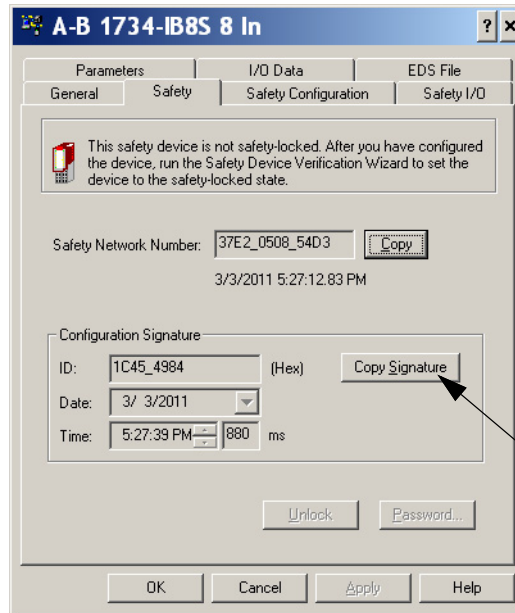 A-B 1734-IB8S 8 In ? ×
Parameters I/O Data EDS File
General Safety Safety Configuration Safety I/O
This safety device is not safety-locked. After you have configured
the device, run the Safety Device Verification Wizard to set the
device to the safety-locked state.
Safety Network Number: 37E2_0508_54D3 Copy
3/3/2011 5:27:12.83 PM
Configuration Signature
ID: 1C45_4984 (Hex) Copy Signature
Date: 3/ 3/2011
Time: 5:27:39 PM 880 ms
Unlock Password...
OK Cancel Apply Help